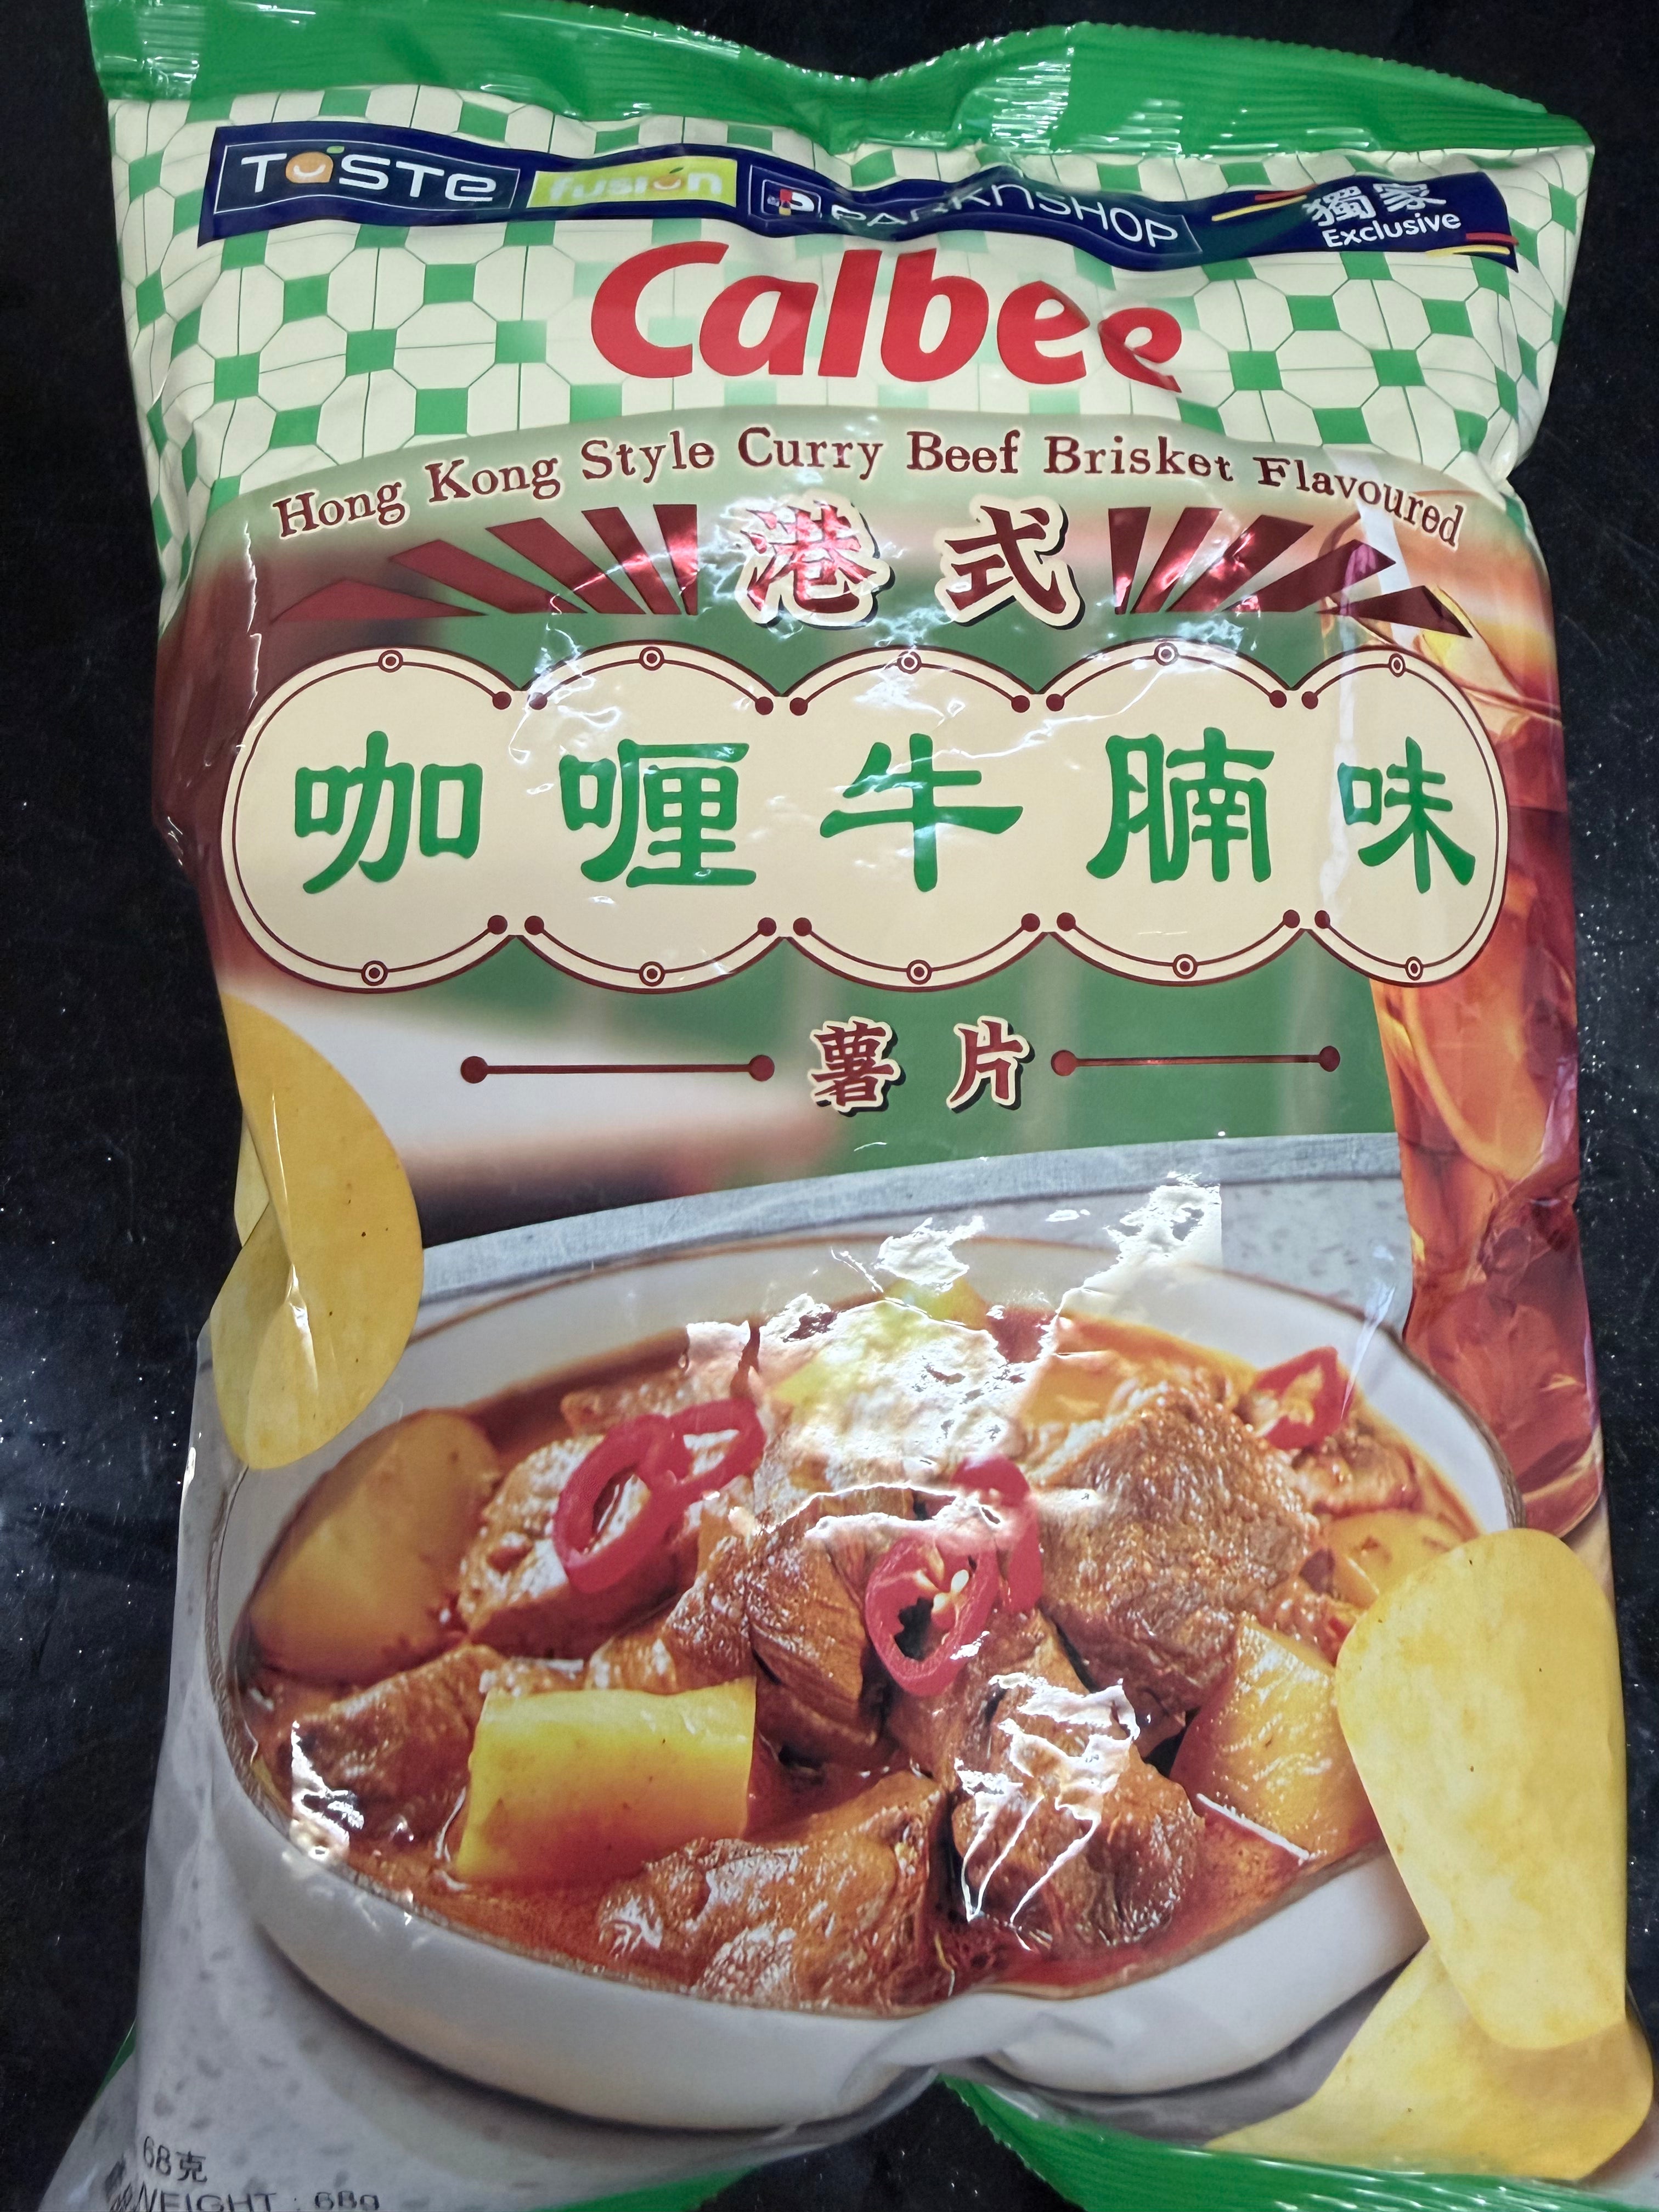 TASTE fusion PARKNSHOP 獨家
Exclusive
Calbee
Hong Kong Style Curry Beef Brisket Flavoured
港式
咖喱牛腩味
薯片
68克
WEIGHT : 68g